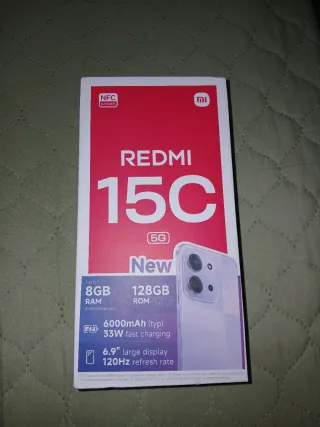 NFC
REDMI
15C
5G
New
8GB 128GB
RAM ROM
6000mAh (typ)
33W fast charging
6.9" large display
120Hz refresh rate